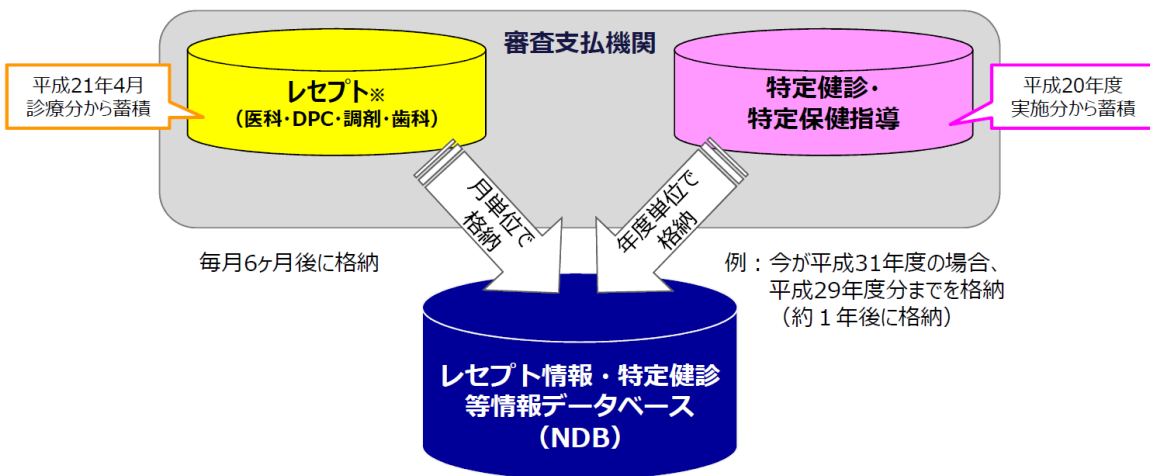 審査支払機関
平成21年4月
診療分から蓄積
レセプト※
（医科・DPC・調剤・歯科）
特定健診・
特定保健指導
平成20年度
実施分から蓄積
月単位で
格納
年度単位で
格納
毎月6ヶ月後に格納
例：今が平成31年度の場合、
平成29年度分までを格納
（約１年後に格納）
レセプト情報・特定健診
等情報データベース
（NDB）